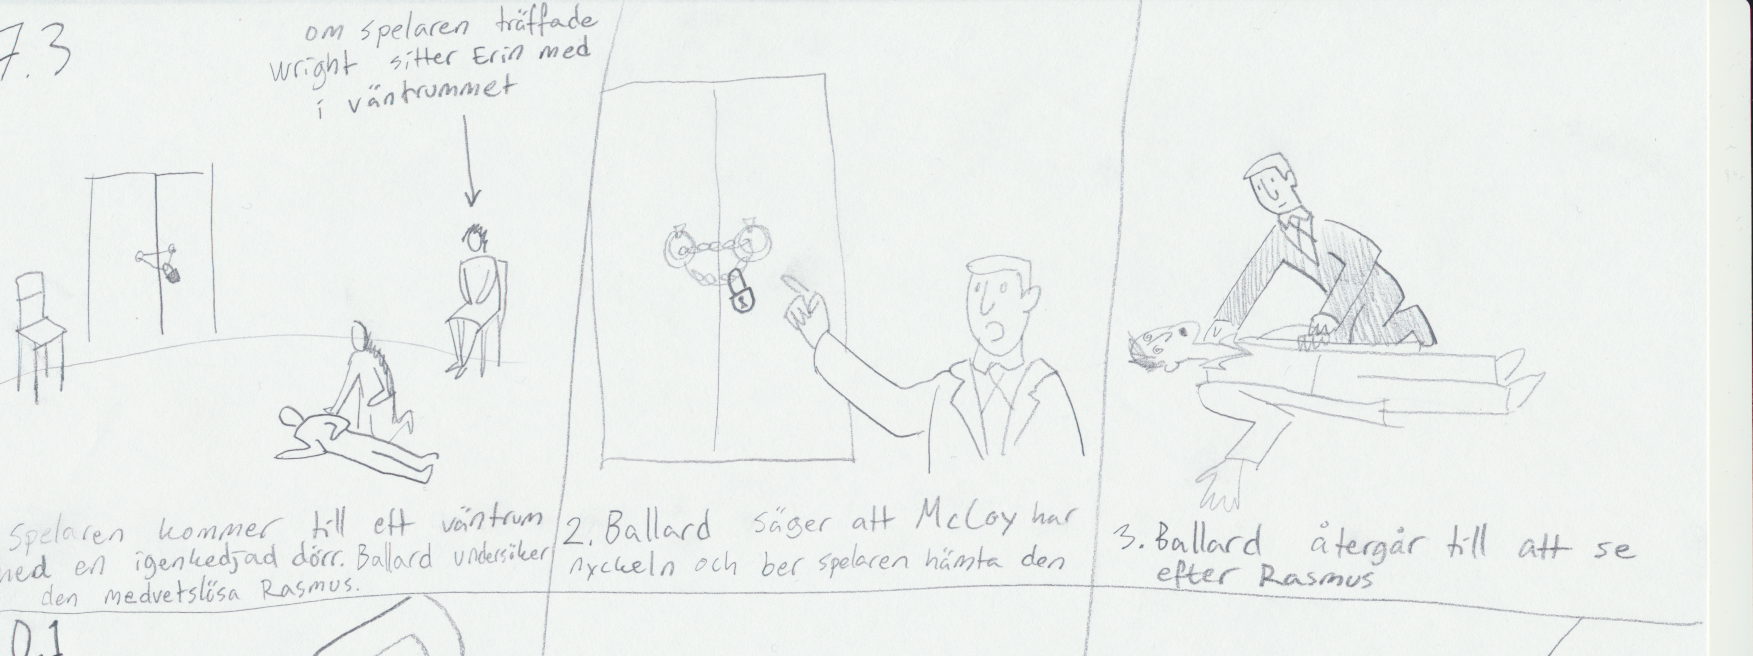 7.3
om spelaren träffade
Wright sitter Erin med
i väntrummet
Spelaren kommer till ett väntrum
med en igenkedjad dörr. Ballard undersöker
den medvetslösa Rasmus.
2. Ballard säger att McCoy har
nyckeln och ber spelaren hämta den
3. Ballard återgår till att se
efter Rasmus
0.1